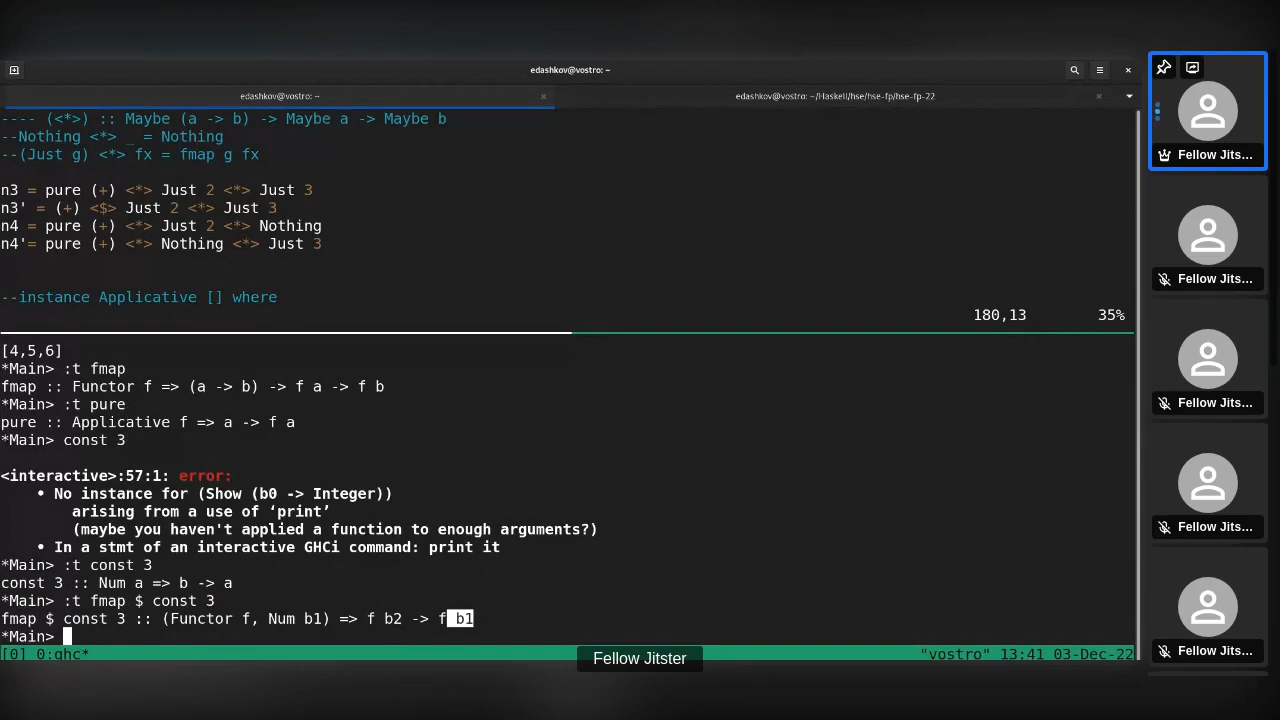 edashkov@vostro: ~
edashkov@vostro: ~
edashkov@vostro: ~/Haskell/hse/hse-fp/hse-fp-22
---- (<*>) :: Maybe (a -> b) -> Maybe a -> Maybe b
--Nothing <*> _ = Nothing
--(Just g) <*> fx = fmap g fx
n3 = pure (+) <*> Just 2 <*> Just 3
n3' = (+) <$> Just 2 <*> Just 3
n4 = pure (+) <*> Just 2 <*> Nothing
n4'= pure (+) <*> Nothing <*> Just 3
--instance Applicative [] where
180,13 35%
[4,5,6]
*Main> :t fmap
fmap :: Functor f => (a -> b) -> f a -> f b
*Main> :t pure
pure :: Applicative f => a -> f a
*Main> const 3
<interactive>:57:1: error:
• No instance for (Show (b0 -> Integer))
arising from a use of ‘print’
(maybe you haven't applied a function to enough arguments?)
• In a stmt of an interactive GHCi command: print it
*Main> :t const 3
const 3 :: Num a => b -> a
*Main> :t fmap $ const 3
fmap $ const 3 :: (Functor f, Num b1) => f b2 -> f b1
*Main>
[0] 0:ghc* "vostro" 13:41 03-Dec-22
Fellow Jitster
Fellow Jits...
Fellow Jits...
Fellow Jits...
Fellow Jits...
Fellow Jits...